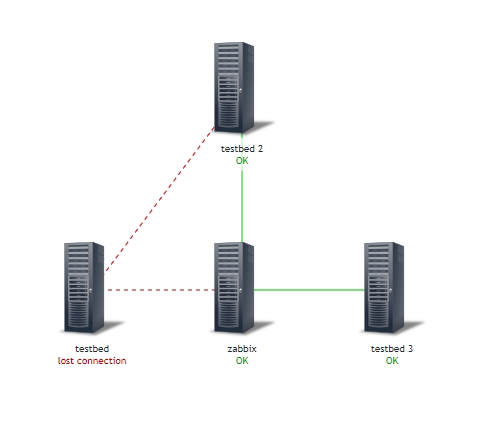 testbed 2
OK
testbed
lost connection
zabbix
OK
testbed 3
OK